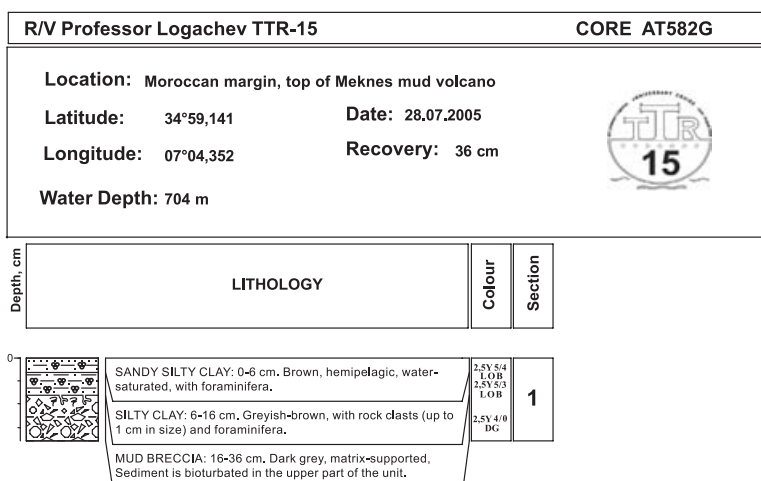 R/V Professor Logachev TTR-15 CORE AT582G
Location: Moroccan margin, top of Meknes mud volcano
Latitude: 34°59,141 Date: 28.07.2005
Longitude: 07°04,352 Recovery: 36 cm
Water Depth: 704 m
TTR
15
Depth, cm
LITHOLOGY
Colour
Section
0
SANDY SILTY CLAY: 0-6 cm. Brown, hemipelagic, water-
saturated, with foraminifera.
SILTY CLAY: 6-16 cm. Greyish-brown, with rock clasts (up to
1 cm in size) and foraminifera.
MUD BRECCIA: 16-36 cm. Dark grey, matrix-supported,
Sediment is bioturbated in the upper part of the unit.
2,5Y 5/4
LOB
2,5Y 5/3
LOB
2,5Y 4/0
DG
1